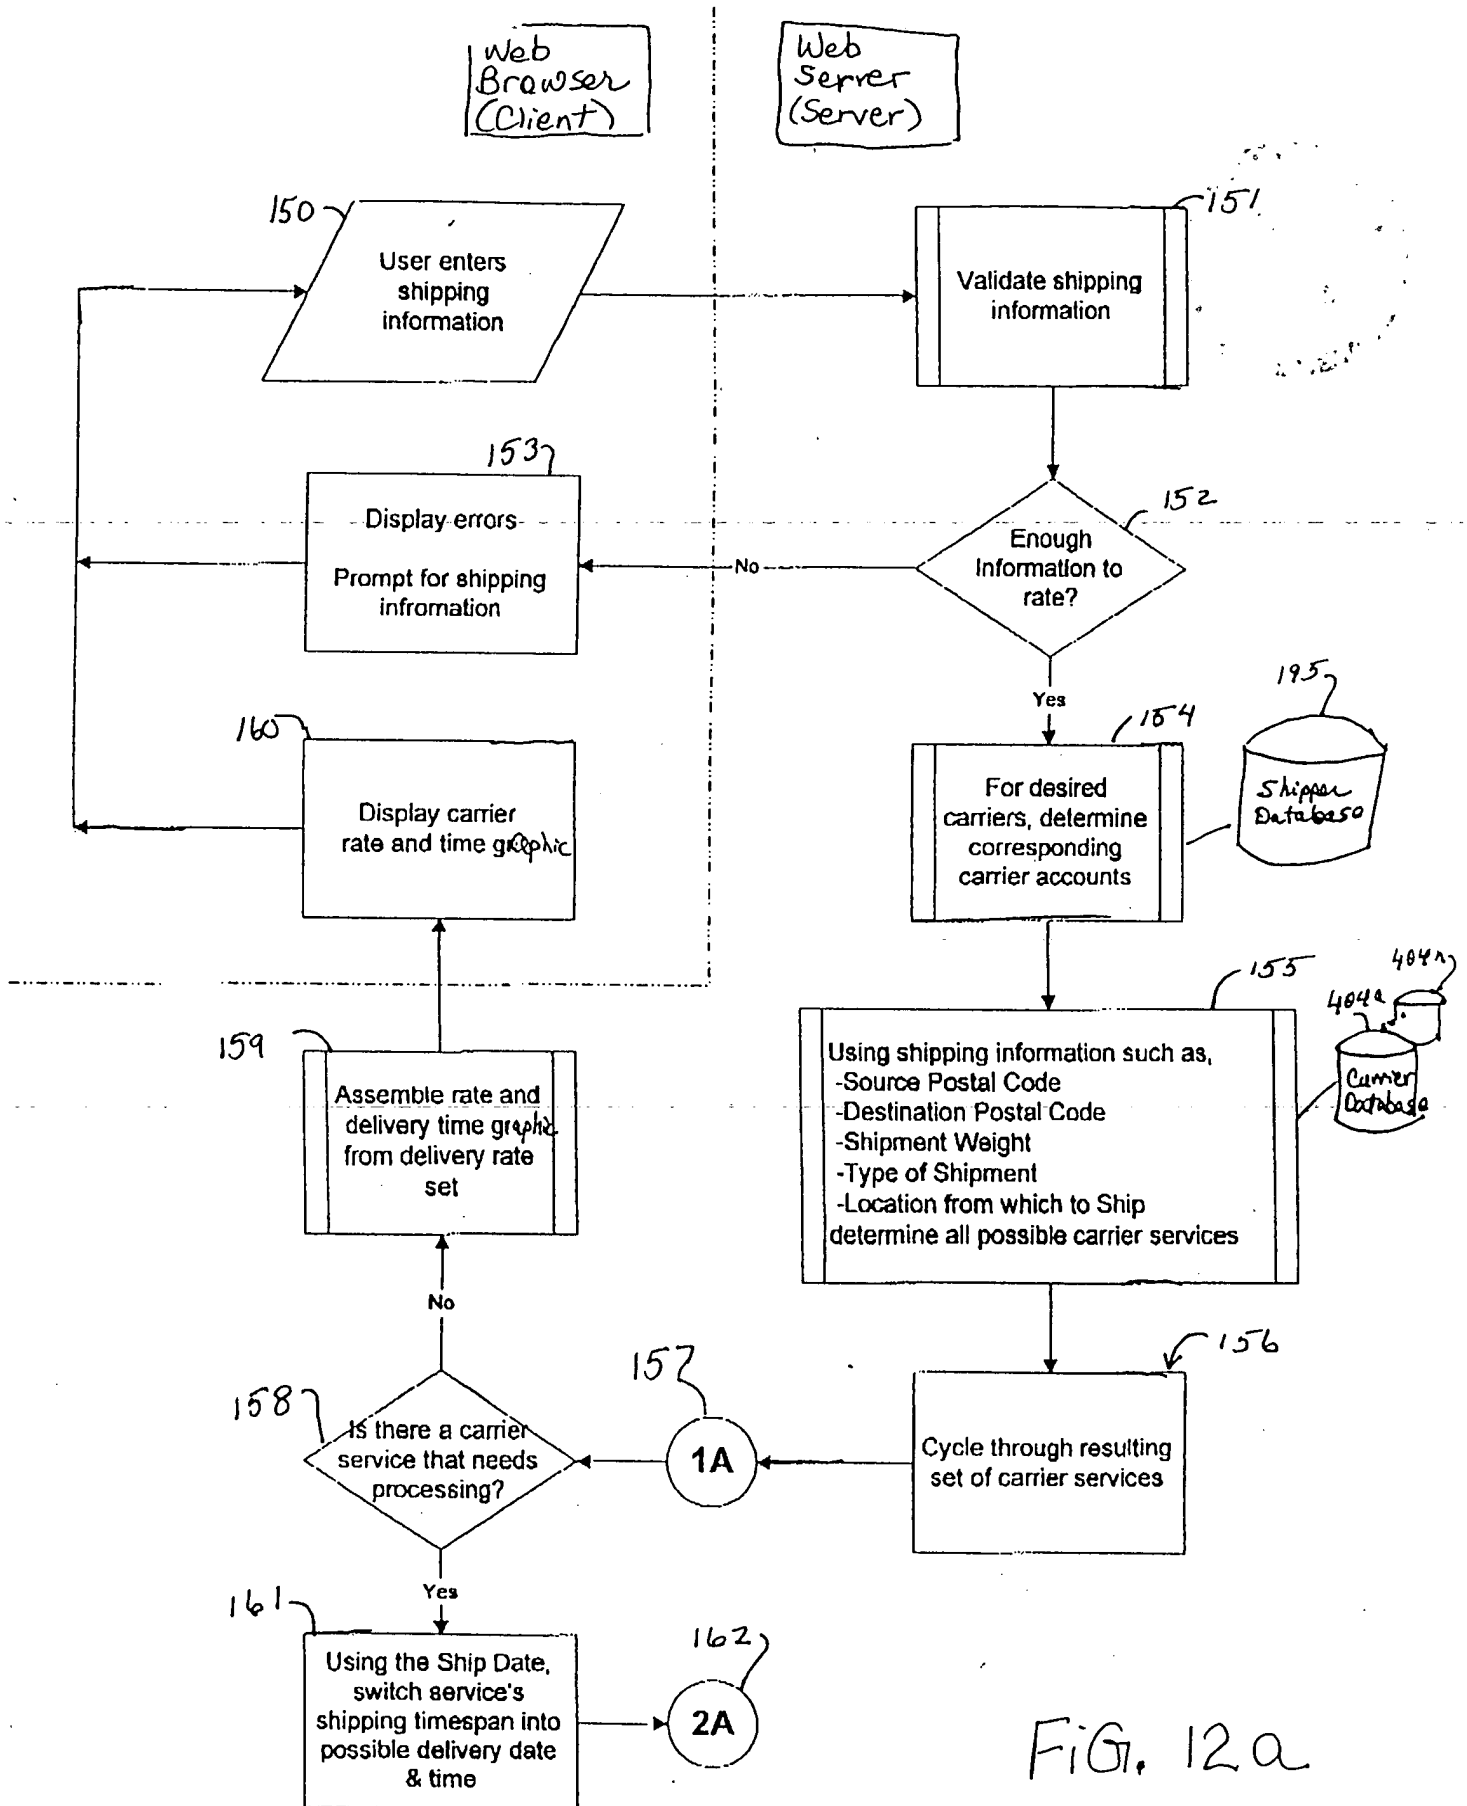 Web
Browser
(Client)
Web
Server
(Server)
150
User enters
shipping
information
151
Validate shipping
information
153
Display errors
Prompt for shipping
infromation
No
152
Enough
Information to
rate?
Yes
160
Display carrier
rate and time graphic
154
For desired
carriers, determine
corresponding
carrier accounts
195
Shipper
Database
159
Assemble rate and
delivery time graphic
from delivery rate
set
155
Using shipping information such as,
-Source Postal Code
-Destination Postal Code
-Shipment Weight
-Type of Shipment
-Location from which to Ship
determine all possible carrier services
404a
404n
Carrier
Database
No
158
Is there a carrier
service that needs
processing?
157
1A
156
Cycle through resulting
set of carrier services
Yes
161
Using the Ship Date,
switch service's
shipping timespan into
possible delivery date
& time
162
2A
FiG. 12a